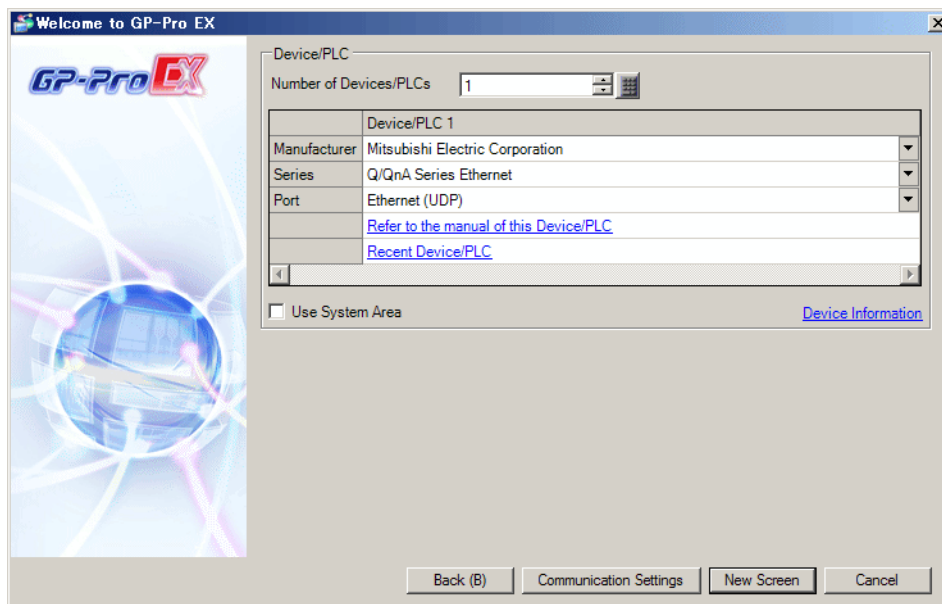 Welcome to GP-Pro EX
GP-Pro EX
Device/PLC
Number of Devices/PLCs 1
Device/PLC 1
Manufacturer Mitsubishi Electric Corporation
Series Q/QnA Series Ethernet
Port Ethernet (UDP)
Refer to the manual of this Device/PLC
Recent Device/PLC
Use System Area Device Information
Back (B) Communication Settings New Screen Cancel